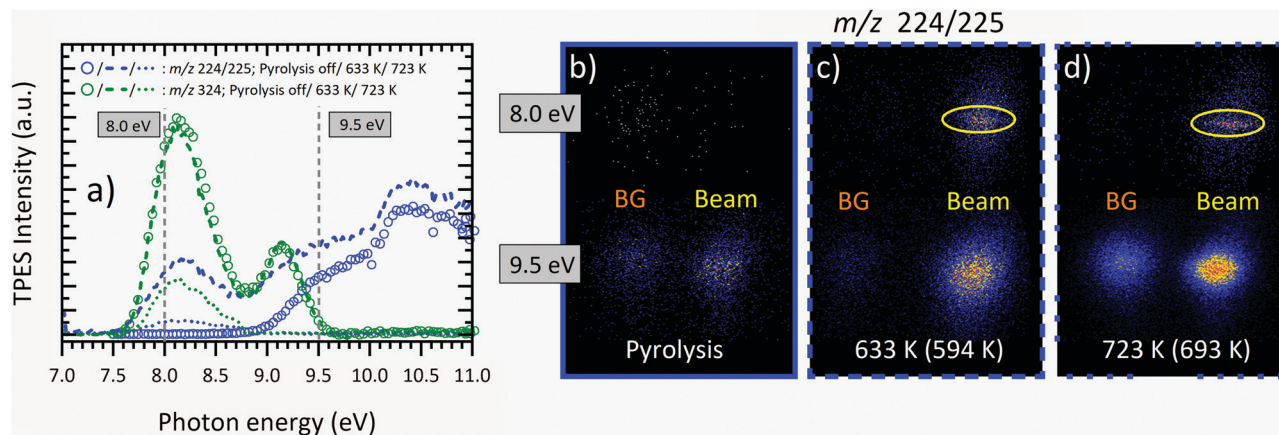 m/z 224/225
○/--/··· : m/z 224/225; Pyrolysis off/ 633 K/ 723 K
○/--/··· : m/z 324; Pyrolysis off/ 633 K/ 723 K
8.0 eV
9.5 eV
a)
TPES Intensity (a.u.)
7.0 7.5 8.0 8.5 9.0 9.5 10.0 10.5 11.0
Photon energy (eV)
8.0 eV
9.5 eV
b)
BG Beam
Pyrolysis
c)
BG Beam
633 K (594 K)
d)
BG Beam
723 K (693 K)